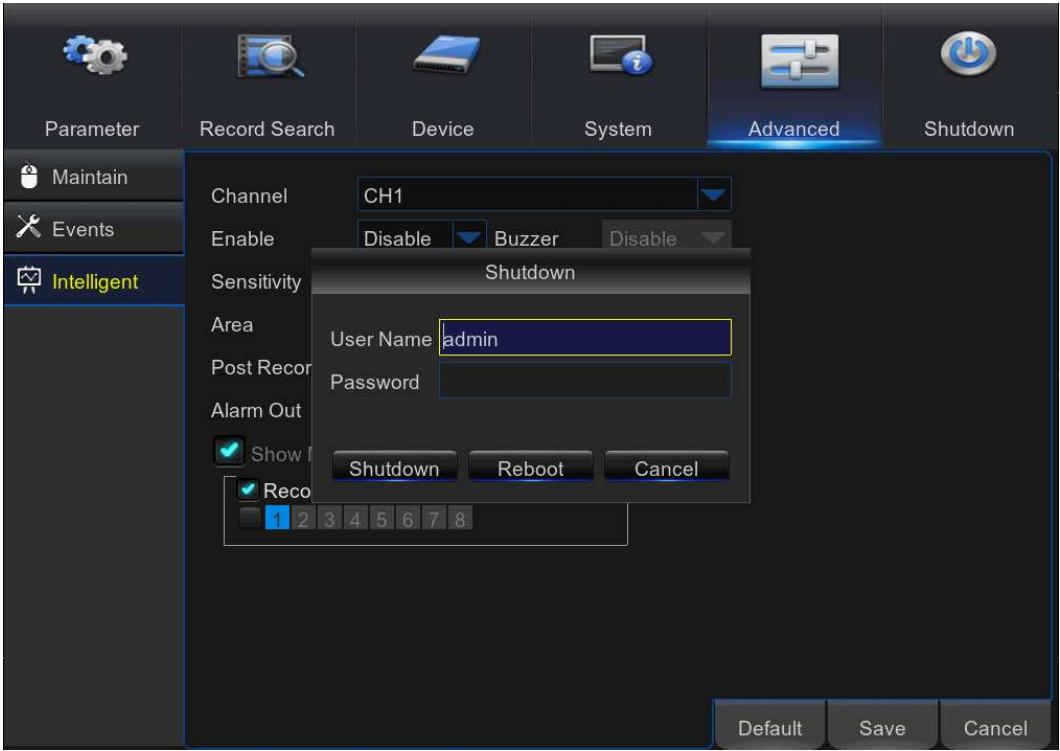 Parameter Record Search Device System Advanced Shutdown
Maintain
Events
Intelligent
Channel CH1
Enable Disable Buzzer Disable
Shutdown
Sensitivity
Area
User Name admin
Post Recor
Password
Alarm Out
Show
Shutdown Reboot Cancel
Reco
1 2 3 4 5 6 7 8
Default Save Cancel